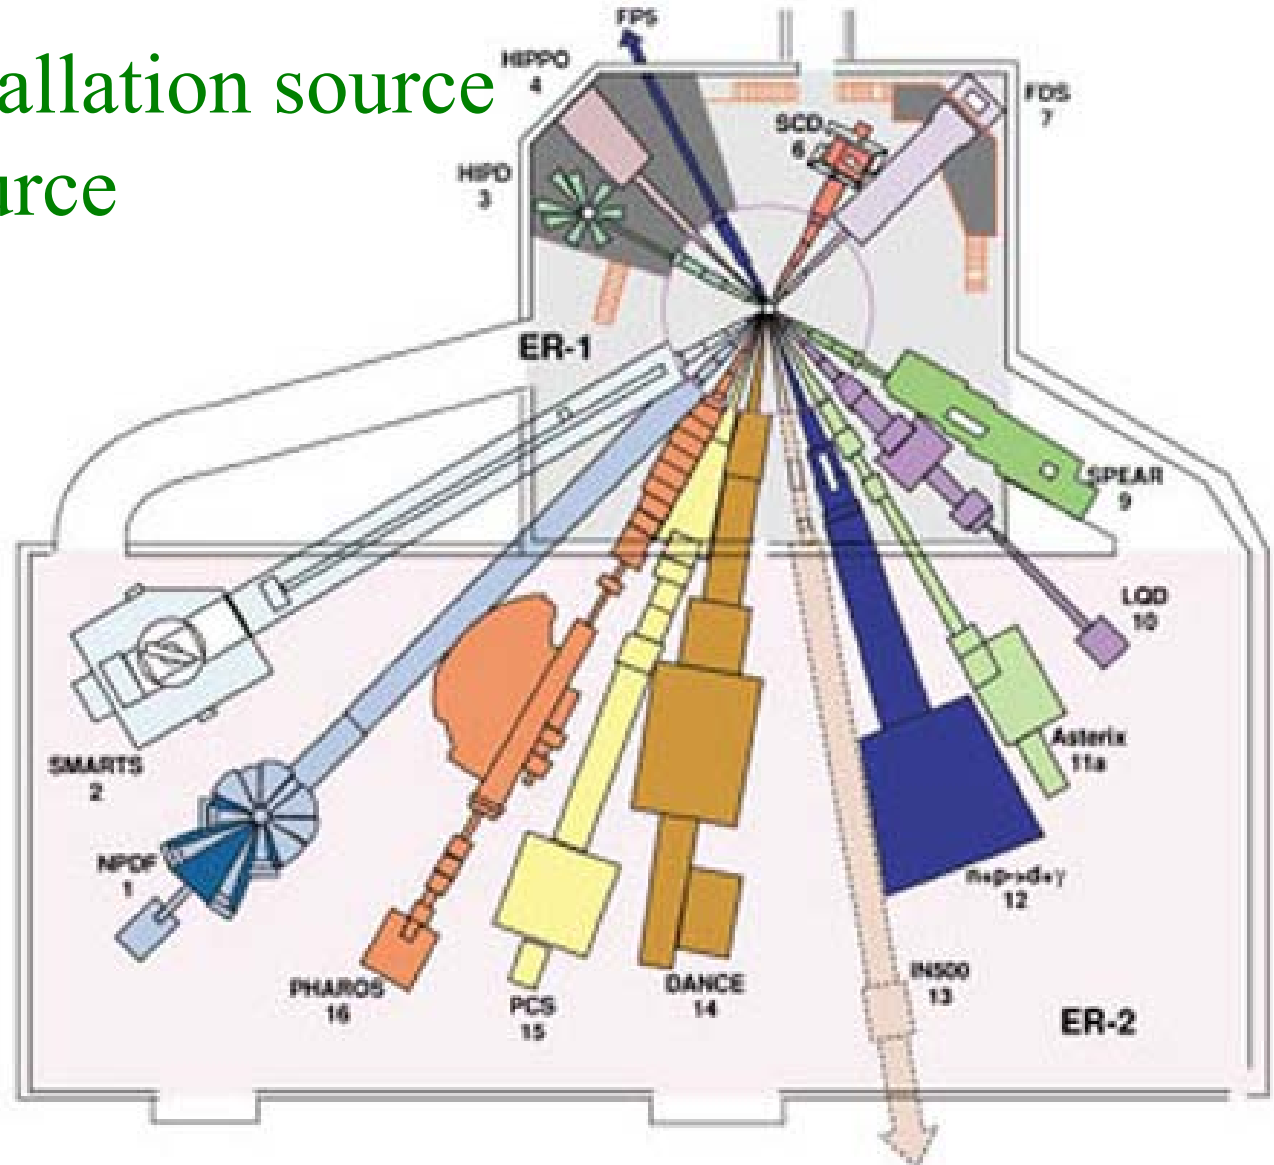 allation source
urce
FPS
HIPPO
4
FDS
7
SCD
6
HIPD
3
ER-1
SPEAR
9
LQD
10
Asterix
11a
SMARTS
2
NPDF
1
n+p->d+γ
12
IN500
13
PHAROS
16
PCS
15
DANCE
14
ER-2